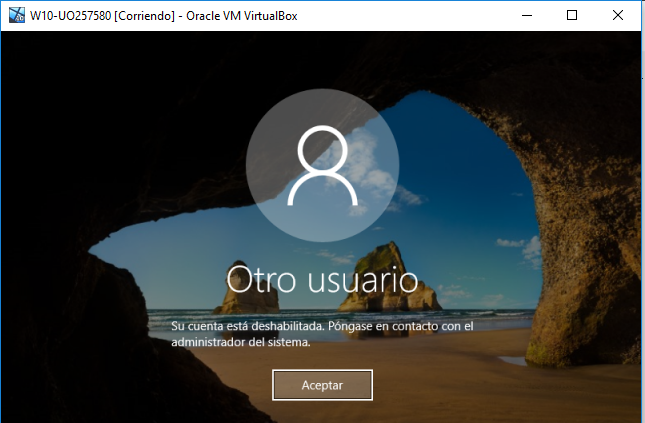 W10-UO257580 [Corriendo] - Oracle VM VirtualBox
Otro usuario
Su cuenta está deshabilitada. Póngase en contacto con el
administrador del sistema.
Aceptar